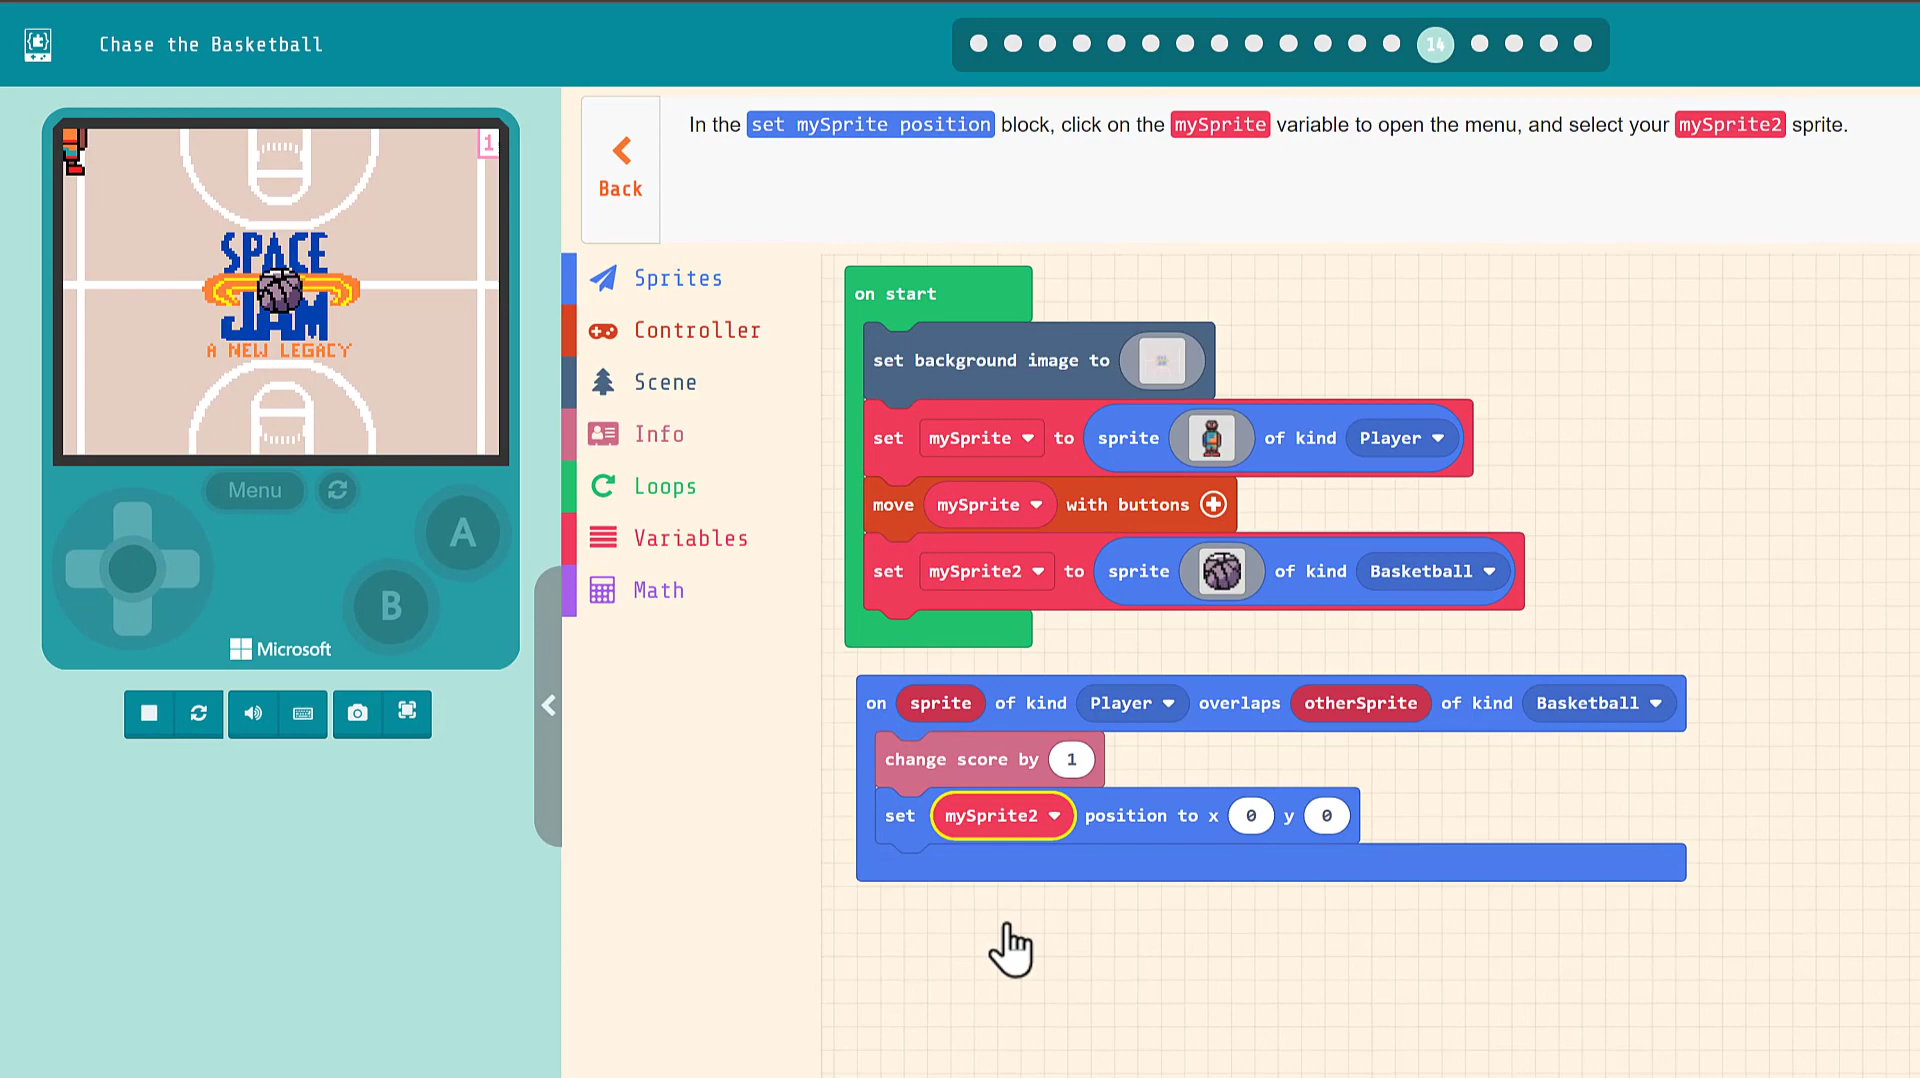 Chase the Basketball
14
In the set mySprite position block, click on the mySprite variable to open the menu, and select your mySprite2 sprite.
Back
1
SPACE
JAM
A NEW LEGACY
Menu
A
B
Microsoft
Sprites
Controller
Scene
Info
Loops
Variables
Math
on start
set background image to
set mySprite to sprite of kind Player
move mySprite with buttons
set mySprite2 to sprite of kind Basketball
on sprite of kind Player overlaps otherSprite of kind Basketball
change score by 1
set mySprite2 position to x 0 y 0